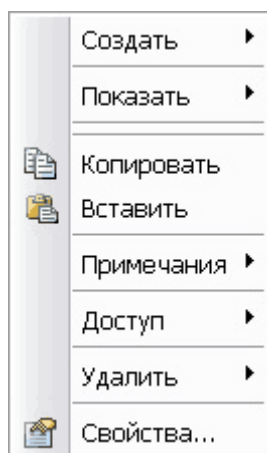 Создать
Показать
Копировать
Вставить
Примечания
Доступ
Удалить
Свойства...